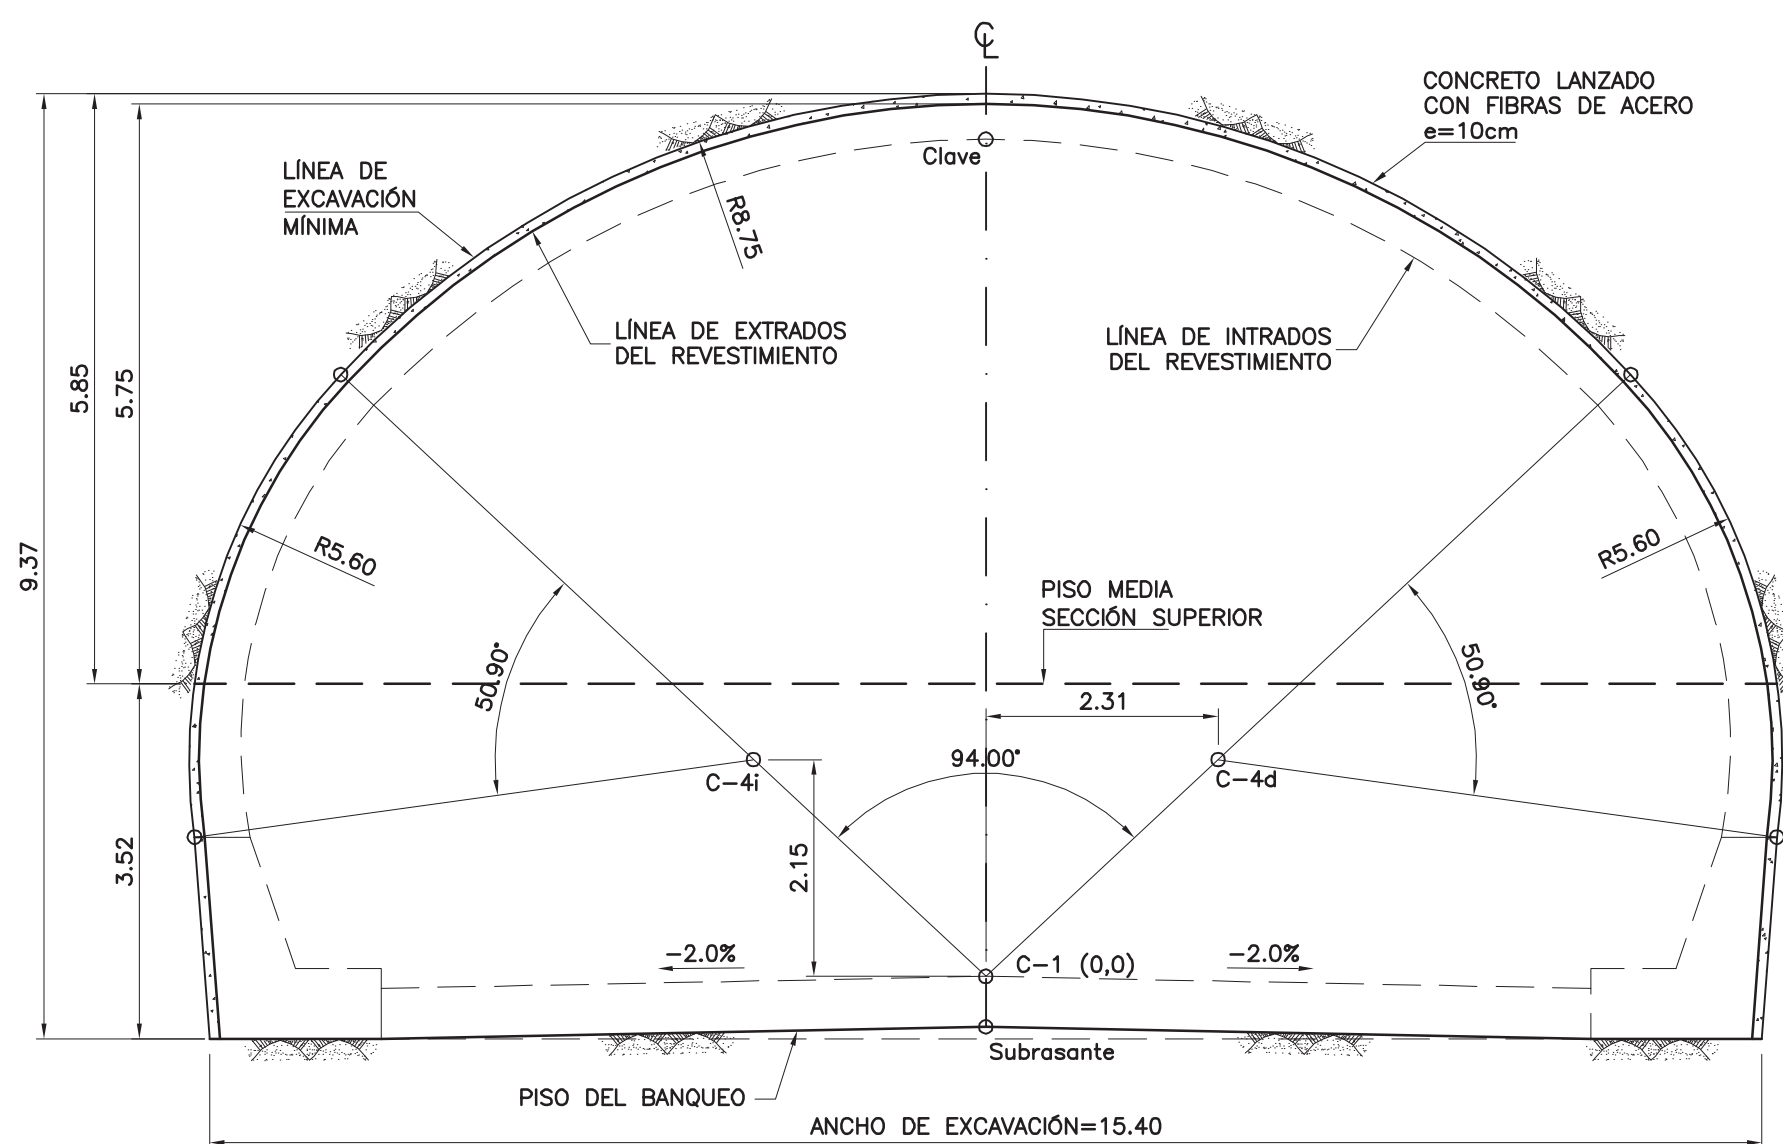 ℄
CONCRETO LANZADO
CON FIBRAS DE ACERO
e=10cm
Clave
LÍNEA DE
EXCAVACIÓN
MÍNIMA
R8.75
LÍNEA DE EXTRADOS
DEL REVESTIMIENTO
LÍNEA DE INTRADOS
DEL REVESTIMIENTO
5.85
5.75
9.37
R5.60
R5.60
PISO MEDIA
SECCIÓN SUPERIOR
50.90°
50.90°
2.31
94.00°
C-4i
C-4d
3.52
2.15
-2.0%
-2.0%
C-1 (0,0)
Subrasante
PISO DEL BANQUEO
ANCHO DE EXCAVACIÓN=15.40